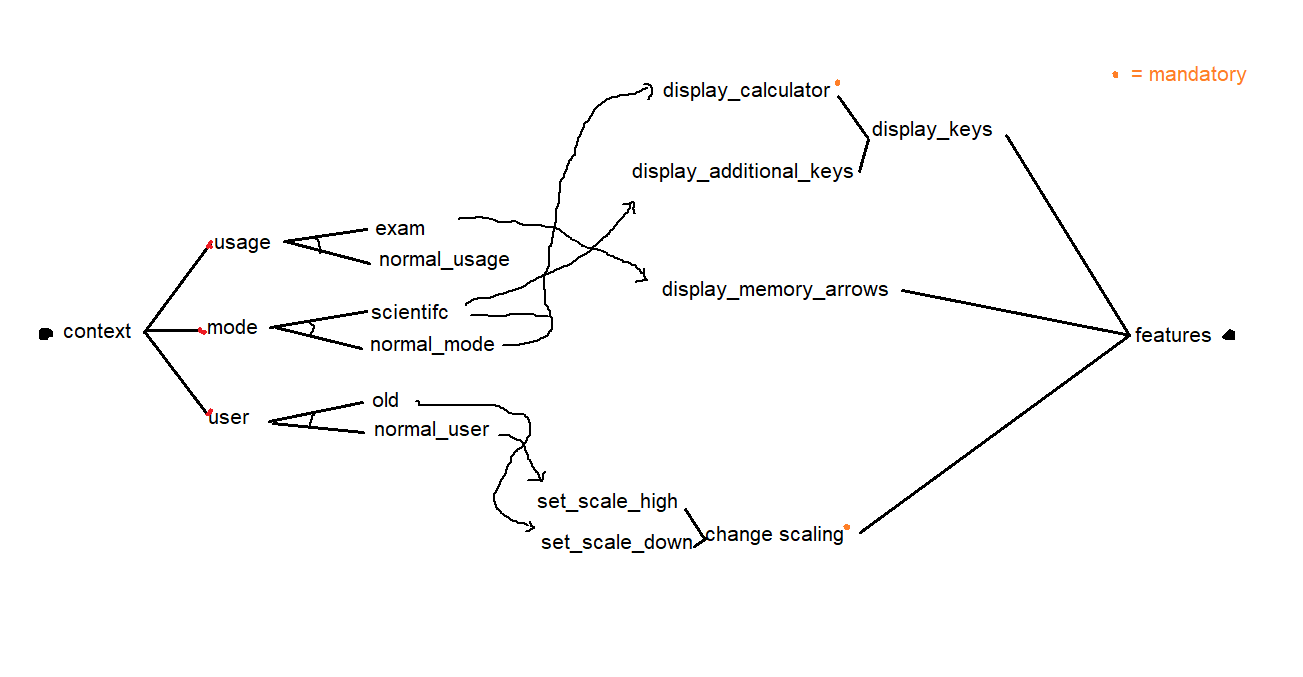 = mandatory
display_calculator
display_keys
display_additional_keys
exam
usage
normal_usage
display_memory_arrows
scientifc
mode
context
features
normal_mode
old
user
normal_user
set_scale_high
change scaling
set_scale_down